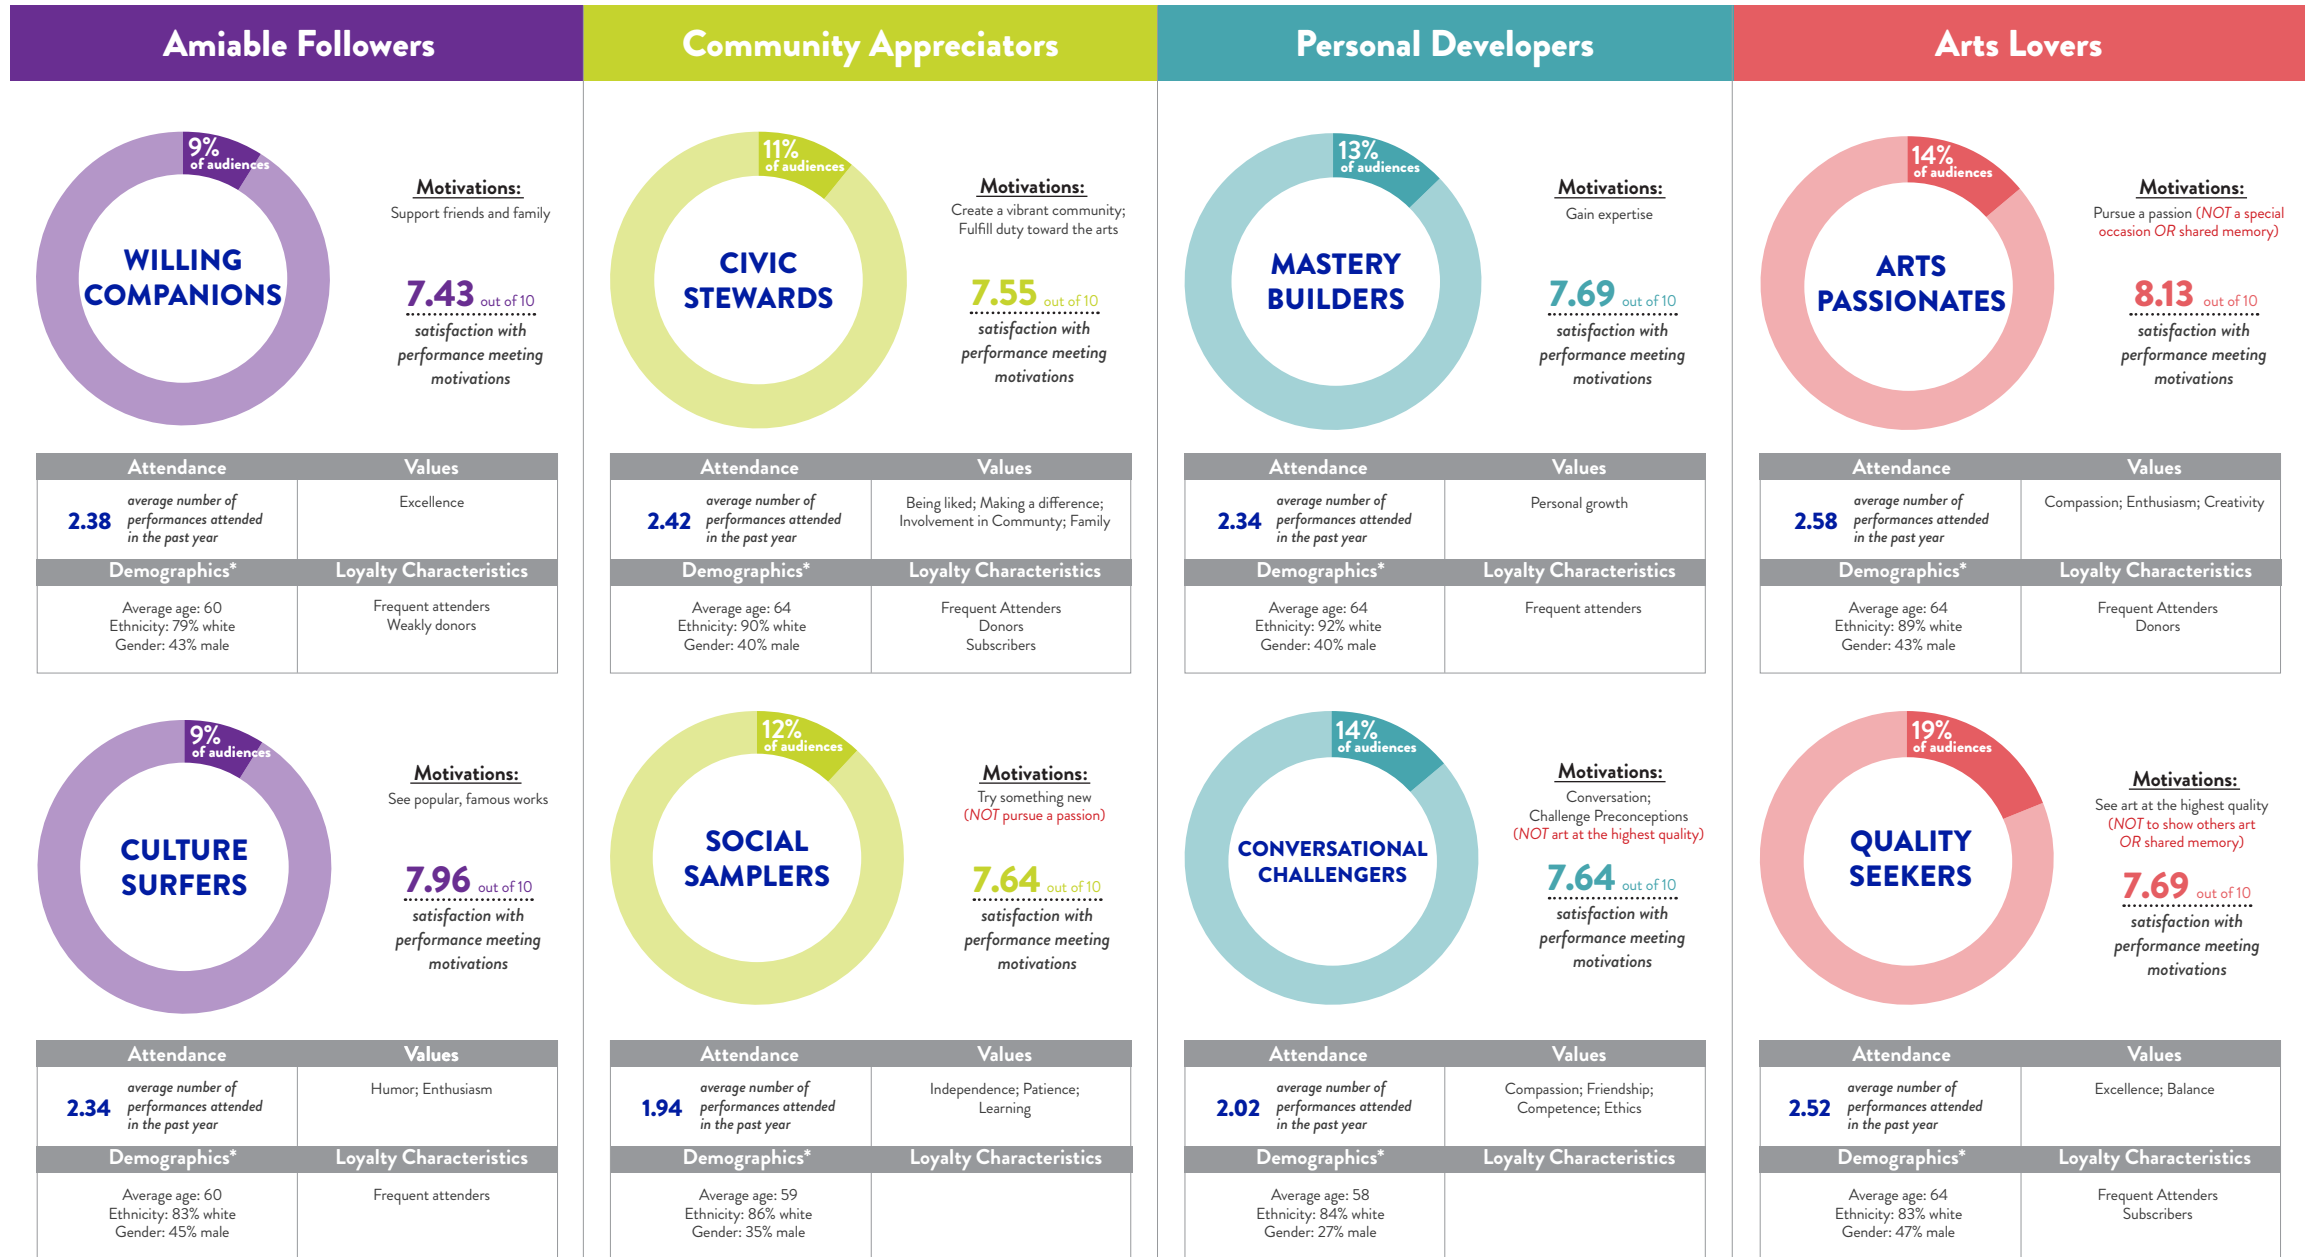 Amiable Followers
Community Appreciators
Personal Developers
Arts Lovers
9%
of audiences
WILLING
COMPANIONS
Motivations:
Support friends and family
7.43 out of 10
satisfaction with
performance meeting
motivations
Attendance
Values
2.38
average number of
performances attended
in the past year
Excellence
Demographics*
Loyalty Characteristics
Average age: 60
Ethnicity: 79% white
Gender: 43% male
Frequent attenders
Weakly donors
11%
of audiences
CIVIC
STEWARDS
Motivations:
Create a vibrant community;
Fulfill duty toward the arts
7.55 out of 10
satisfaction with
performance meeting
motivations
Attendance
Values
2.42
average number of
performances attended
in the past year
Being liked; Making a difference;
Involvement in Communty; Family
Demographics*
Loyalty Characteristics
Average age: 64
Ethnicity: 90% white
Gender: 40% male
Frequent Attenders
Donors
Subscribers
13%
of audiences
MASTERY
BUILDERS
Motivations:
Gain expertise
7.69 out of 10
satisfaction with
performance meeting
motivations
Attendance
Values
2.34
average number of
performances attended
in the past year
Personal growth
Demographics*
Loyalty Characteristics
Average age: 64
Ethnicity: 92% white
Gender: 40% male
Frequent attenders
14%
of audiences
ARTS
PASSIONATES
Motivations:
Pursue a passion (NOT a special
occasion OR shared memory)
8.13 out of 10
satisfaction with
performance meeting
motivations
Attendance
Values
2.58
average number of
performances attended
in the past year
Compassion; Enthusiasm; Creativity
Demographics*
Loyalty Characteristics
Average age: 64
Ethnicity: 89% white
Gender: 43% male
Frequent Attenders
Donors
9%
of audiences
CULTURE
SURFERS
Motivations:
See popular, famous works
7.96 out of 10
satisfaction with
performance meeting
motivations
Attendance
Values
2.34
average number of
performances attended
in the past year
Humor; Enthusiasm
Demographics*
Loyalty Characteristics
Average age: 60
Ethnicity: 83% white
Gender: 45% male
Frequent attenders
12%
of audiences
SOCIAL
SAMPLERS
Motivations:
Try something new
(NOT pursue a passion)
7.64 out of 10
satisfaction with
performance meeting
motivations
Attendance
Values
1.94
average number of
performances attended
in the past year
Independence; Patience;
Learning
Demographics*
Loyalty Characteristics
Average age: 59
Ethnicity: 86% white
Gender: 35% male
14%
of audiences
CONVERSATIONAL
CHALLENGERS
Motivations:
Conversation;
Challenge Preconceptions
(NOT art at the highest quality)
7.64 out of 10
satisfaction with
performance meeting
motivations
Attendance
Values
2.02
average number of
performances attended
in the past year
Compassion; Friendship;
Competence; Ethics
Demographics*
Loyalty Characteristics
Average age: 58
Ethnicity: 84% white
Gender: 27% male
19%
of audiences
QUALITY
SEEKERS
Motivations:
See art at the highest quality
(NOT to show others art
OR shared memory)
7.69 out of 10
satisfaction with
performance meeting
motivations
Attendance
Values
2.52
average number of
performances attended
in the past year
Excellence; Balance
Demographics*
Loyalty Characteristics
Average age: 64
Ethnicity: 83% white
Gender: 47% male
Frequent Attenders
Subscribers